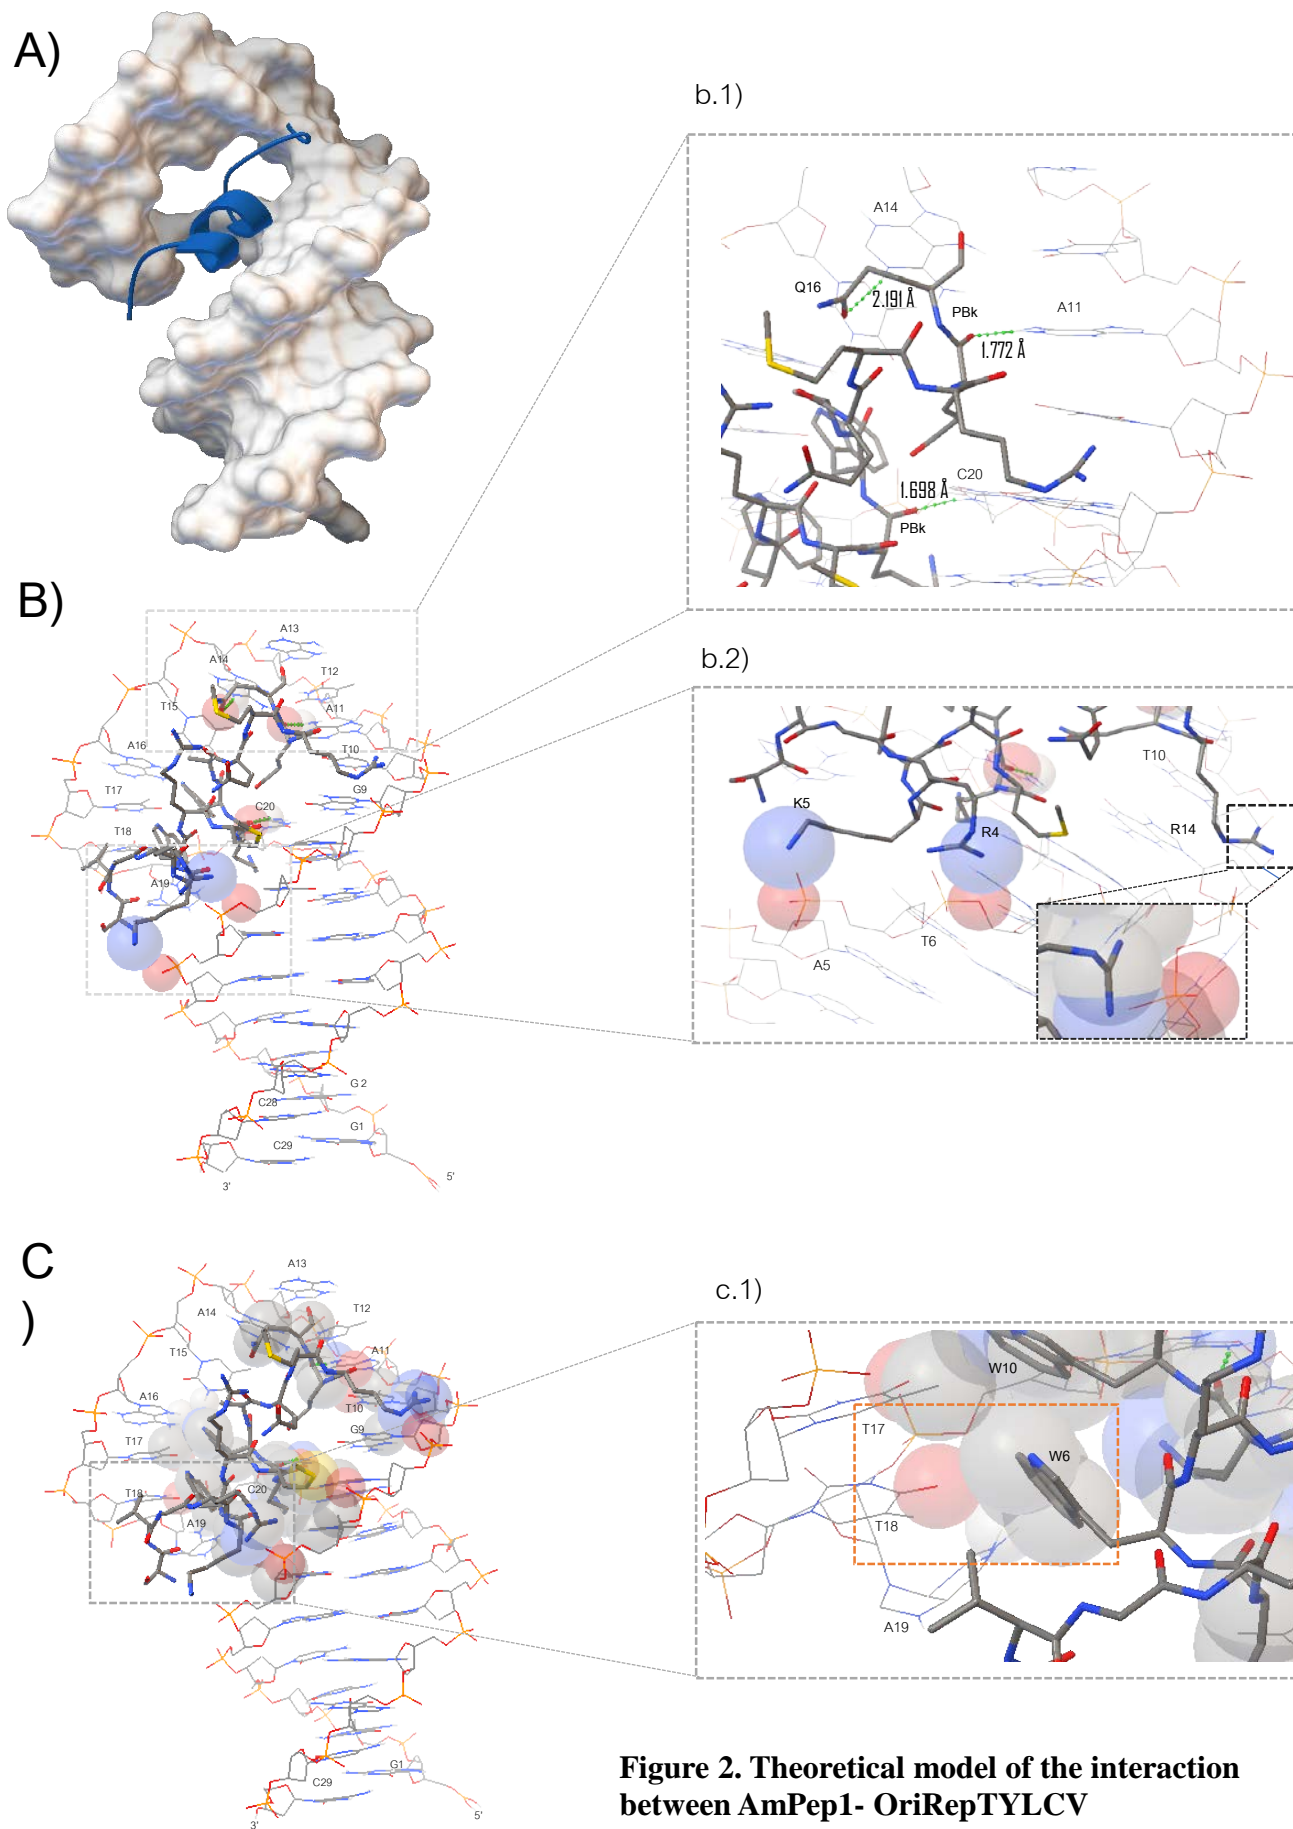 A)
b.1)
A14
Q16
2.191 Å
PBk
A11
1.772 Å
C20
1.698 Å
PBk
B)
A13
A14
T12
T15
A11
A16
T10
T17
G9
C20
T18
A19
G 2
C28
G1
C29
5'
3'
b.2)
T10
K5
R4
R14
T6
A5
C
)
A13
A14
T12
T15
A11
A16
T10
T17
G9
T18
C20
A19
G1
C29
5'
3'
c.1)
W10
T17
W6
T18
A19
Figure 2. Theoretical model of the interaction
between AmPep1- OriRepTYLCV